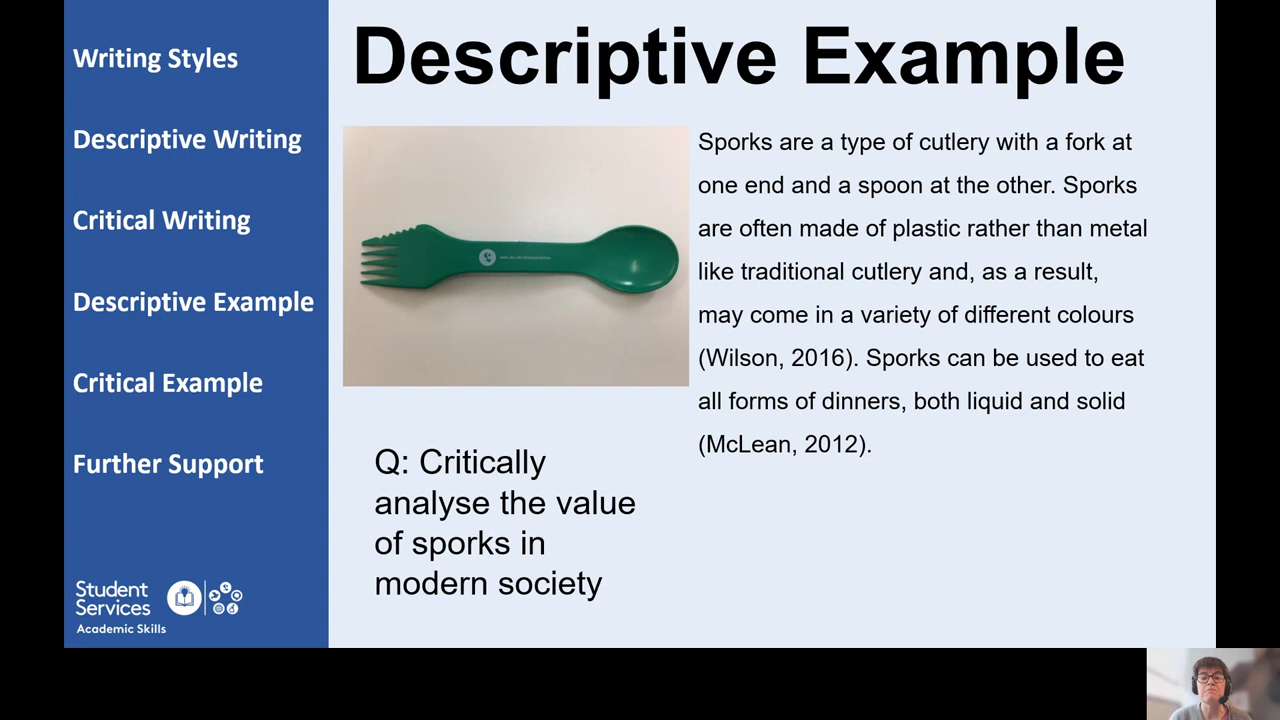 Writing Styles
Descriptive Writing
Critical Writing
Descriptive Example
Critical Example
Further Support
Student
Services
Academic Skills
Descriptive Example
Sporks are a type of cutlery with a fork at
one end and a spoon at the other. Sporks
are often made of plastic rather than metal
like traditional cutlery and, as a result,
may come in a variety of different colours
(Wilson, 2016). Sporks can be used to eat
all forms of dinners, both liquid and solid
(McLean, 2012).
Q: Critically
analyse the value
of sporks in
modern society